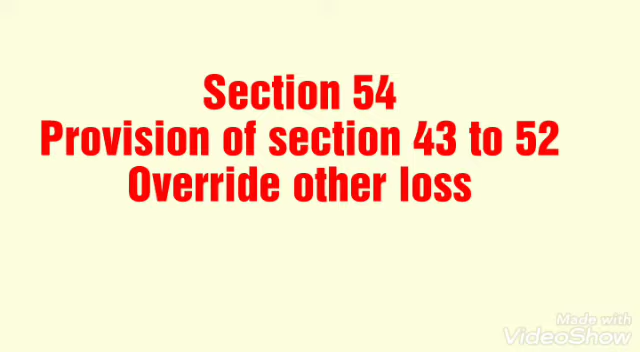 Section 54
Provision of section 43 to 52
Override other loss
Made with
VideoShow